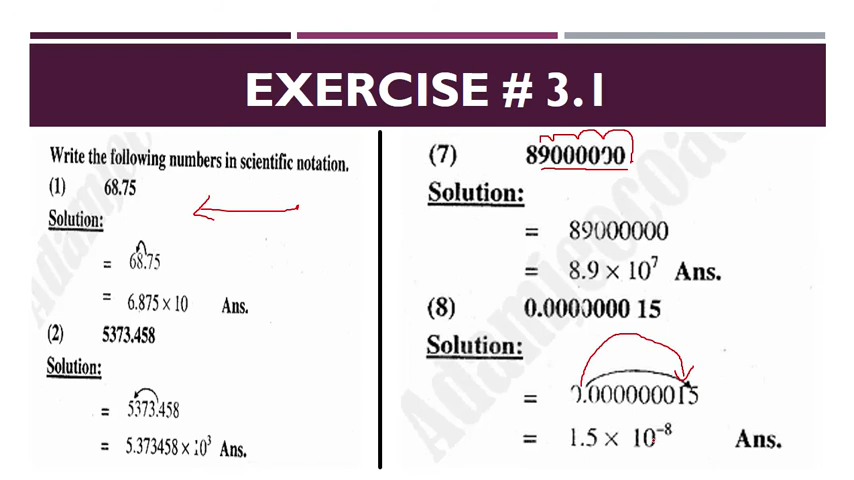 EXERCISE # 3.1
Write the following numbers in scientific notation.
(1) 68.75
Solution:
= 68.75
= 6.875 × 10 Ans.
(2) 5373.458
Solution:
= 5373.458
= 5.373458 × 10³ Ans.
(7) 89000000
Solution:
= 89000000
= 8.9 × 10⁷ Ans.
(8) 0.0000000 15
Solution:
= 0.000000015
= 1.5 × 10⁻⁸ Ans.